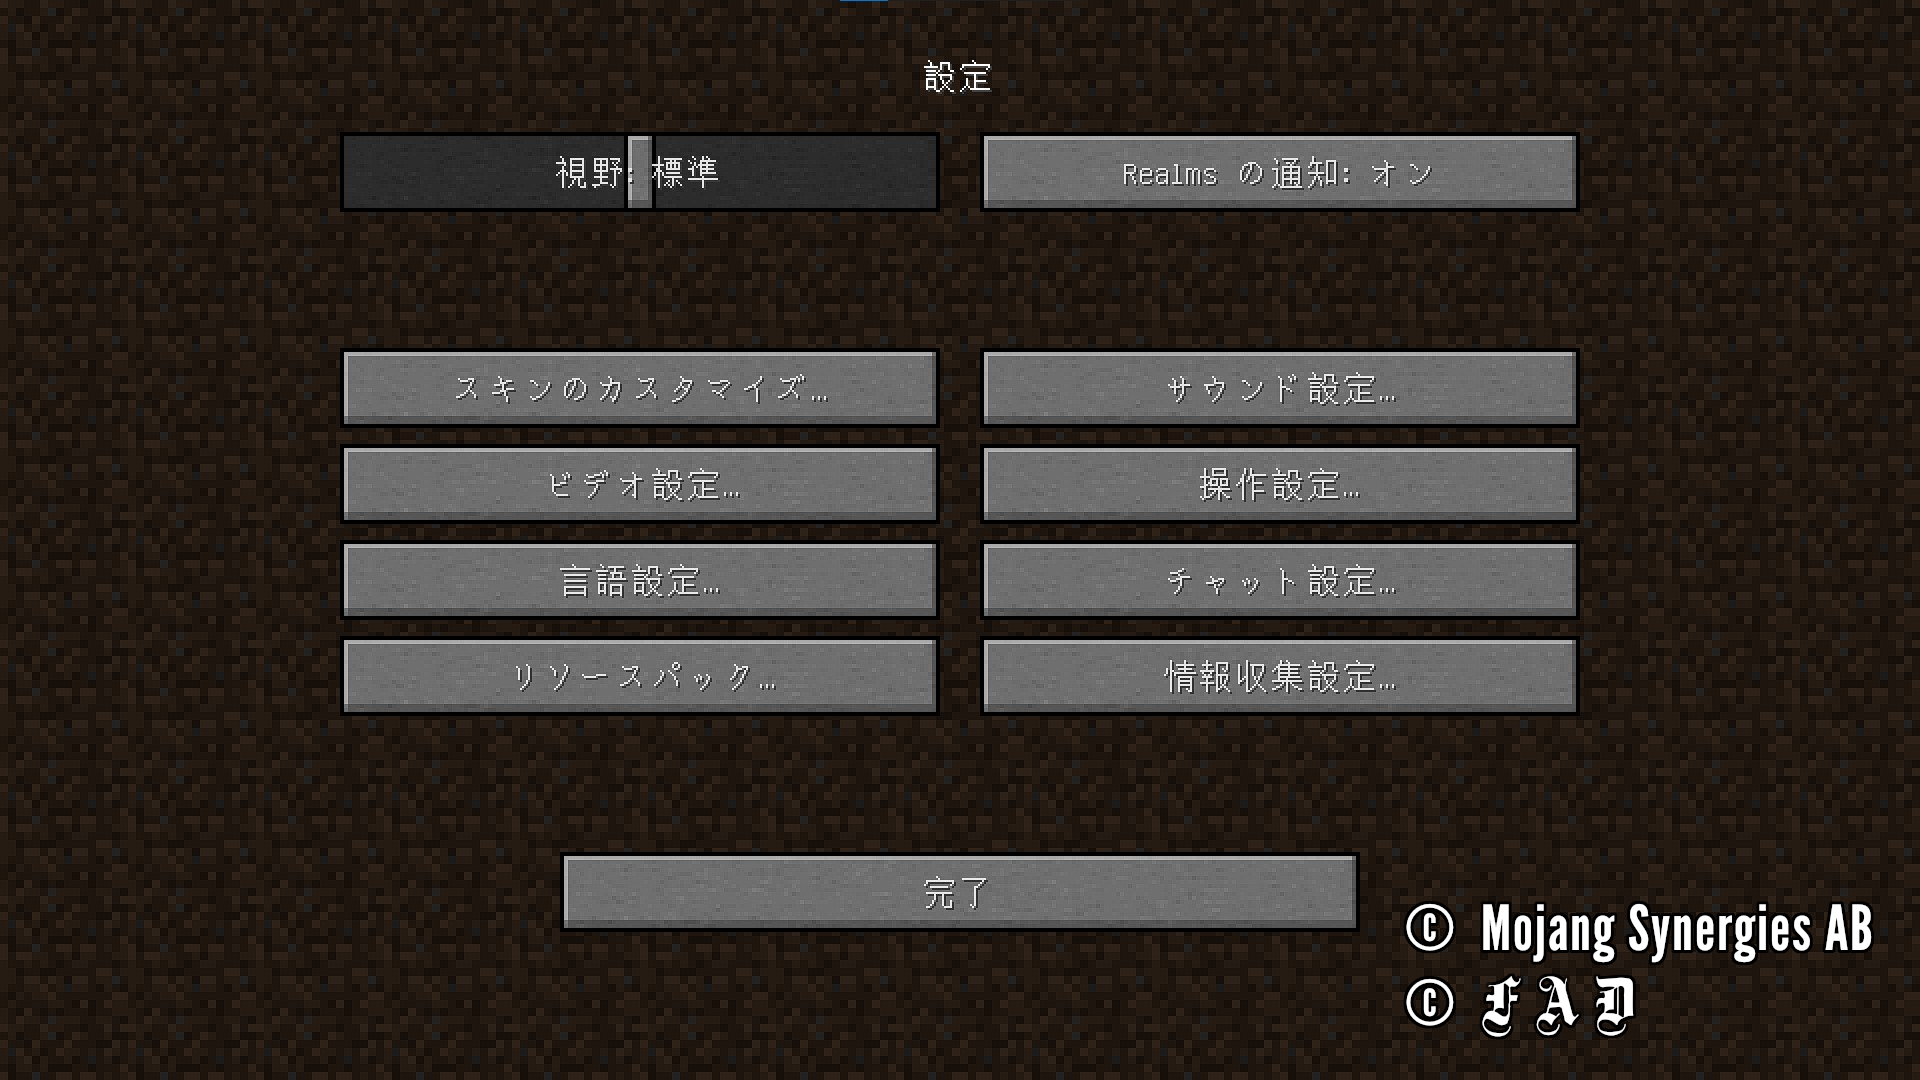 設定
視野: 標準
Realms の通知: オン
スキンのカスタマイズ...
サウンド設定...
ビデオ設定...
操作設定...
言語設定...
チャット設定...
リソースパック...
情報収集設定...
完了
© Mojang Synergies AB
© FAD